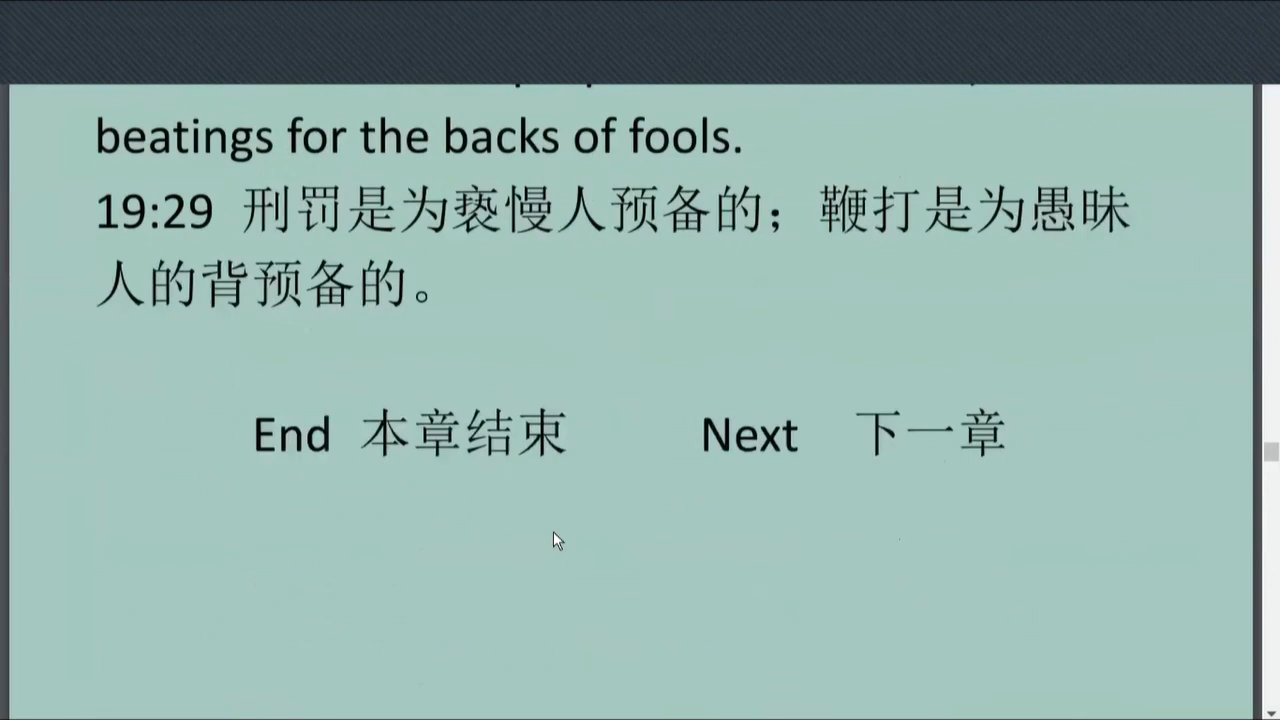 beatings for the backs of fools.
19:29 刑罚是为亵慢人预备的；鞭打是为愚昧
人的背预备的。
End 本章结束 Next 下一章